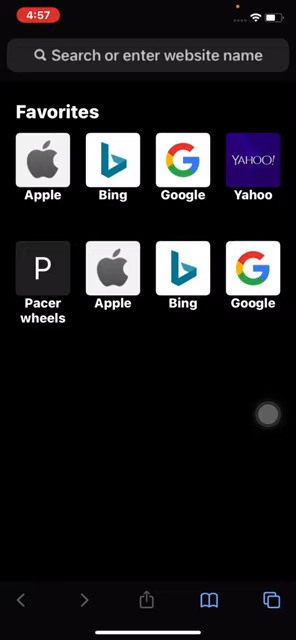 4:57
Search or enter website name
Favorites
YAHOO!
Apple Bing Google Yahoo
P
Pacer wheels Apple Bing Google